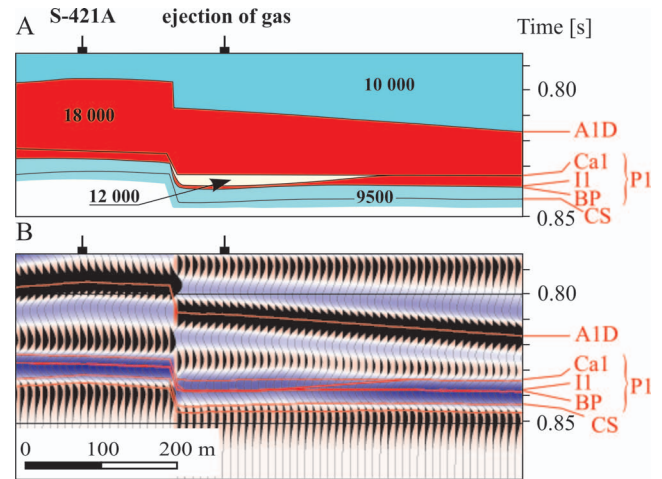 A
S-421A ejection of gas Time [s]
10 000
0.80
18 000
A1D
Ca1
I1 P1
12 000
9500
BP
CS
0.85
B
0.80
A1D
Ca1
I1 P1
BP
CS
0.85
0 100 200 m